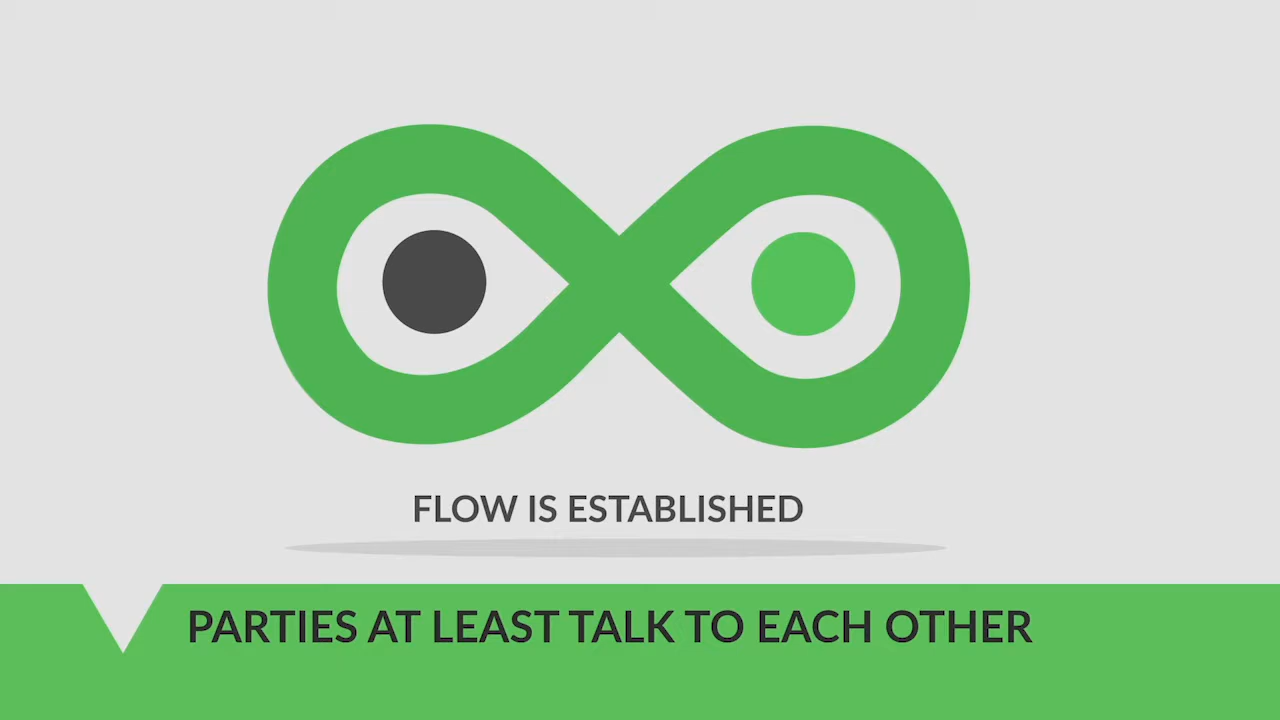 FLOW IS ESTABLISHED
PARTIES AT LEAST TALK TO EACH OTHER